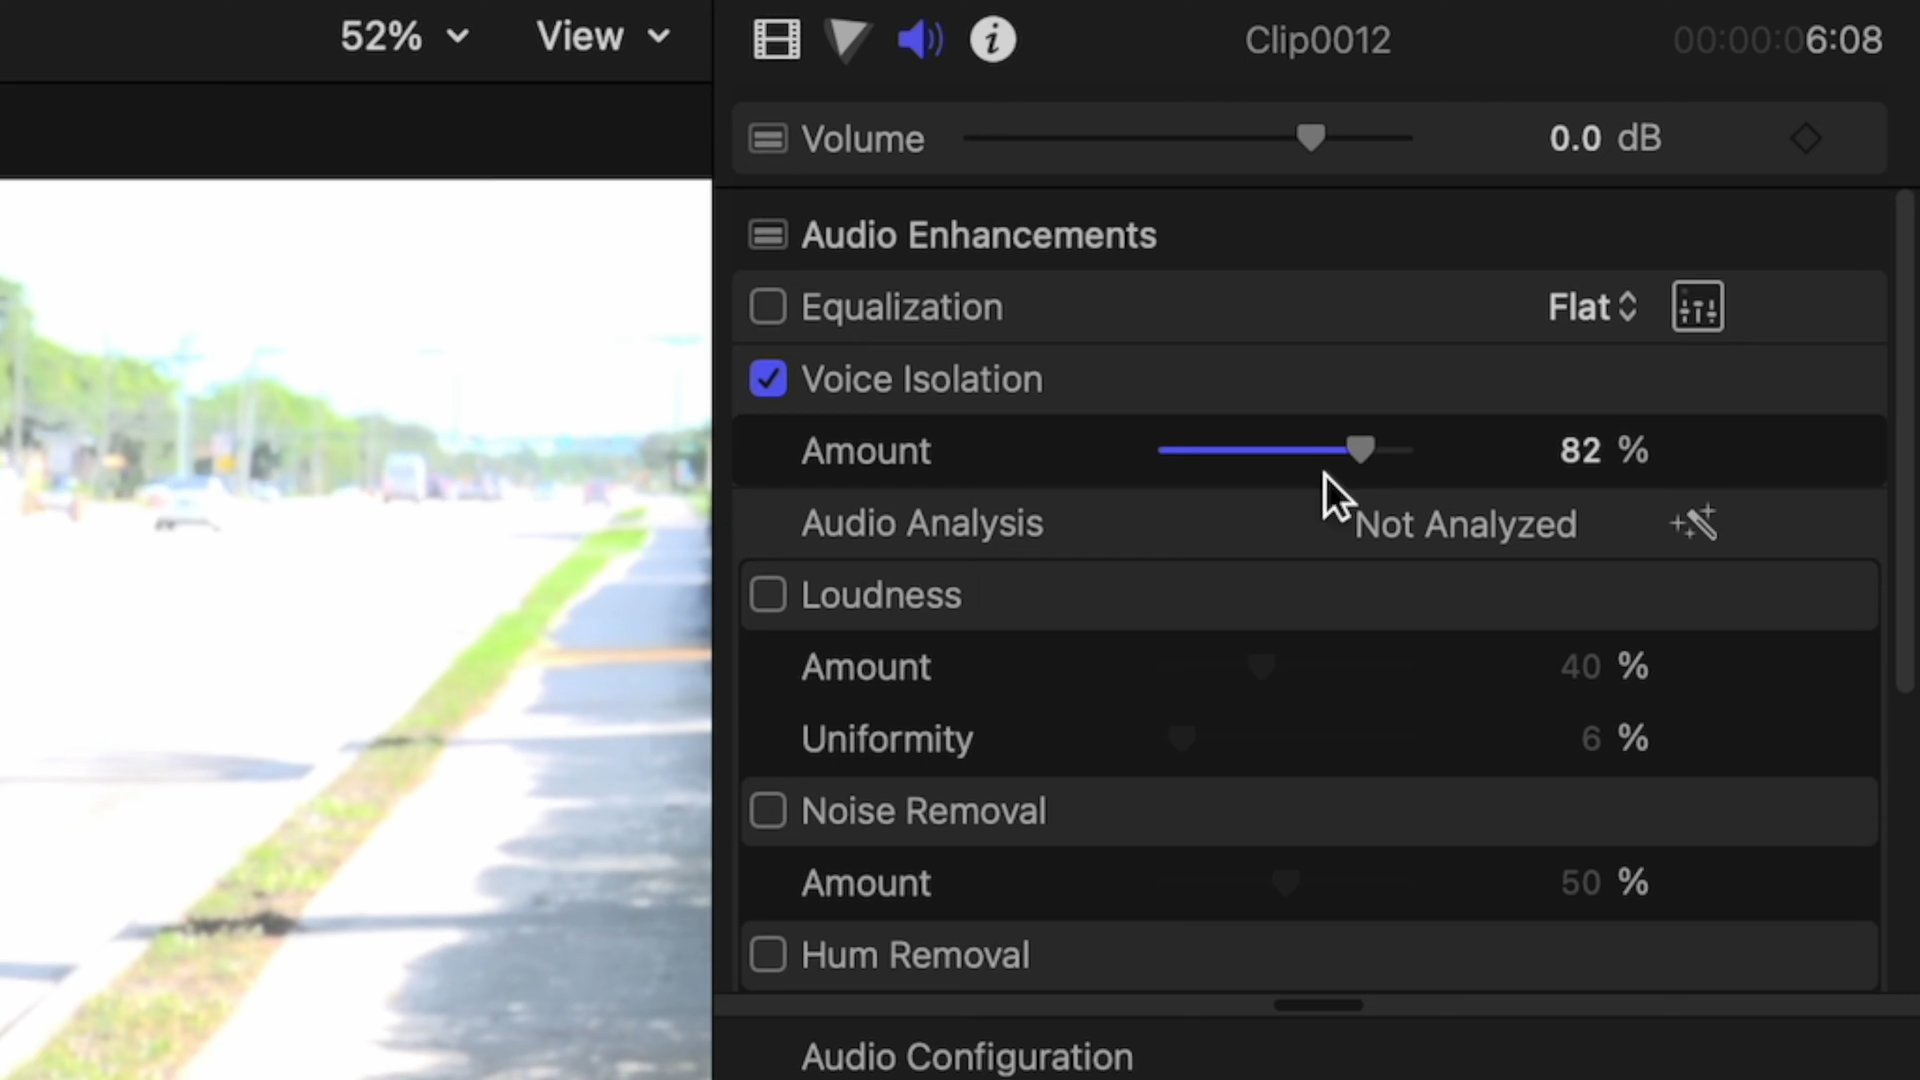 52% View Clip0012 00:00:06:08
Volume 0.0 dB
Audio Enhancements
Equalization Flat
Voice Isolation
Amount 82 %
Audio Analysis Not Analyzed
Loudness
Amount 40 %
Uniformity 6 %
Noise Removal
Amount 50 %
Hum Removal
Audio Configuration